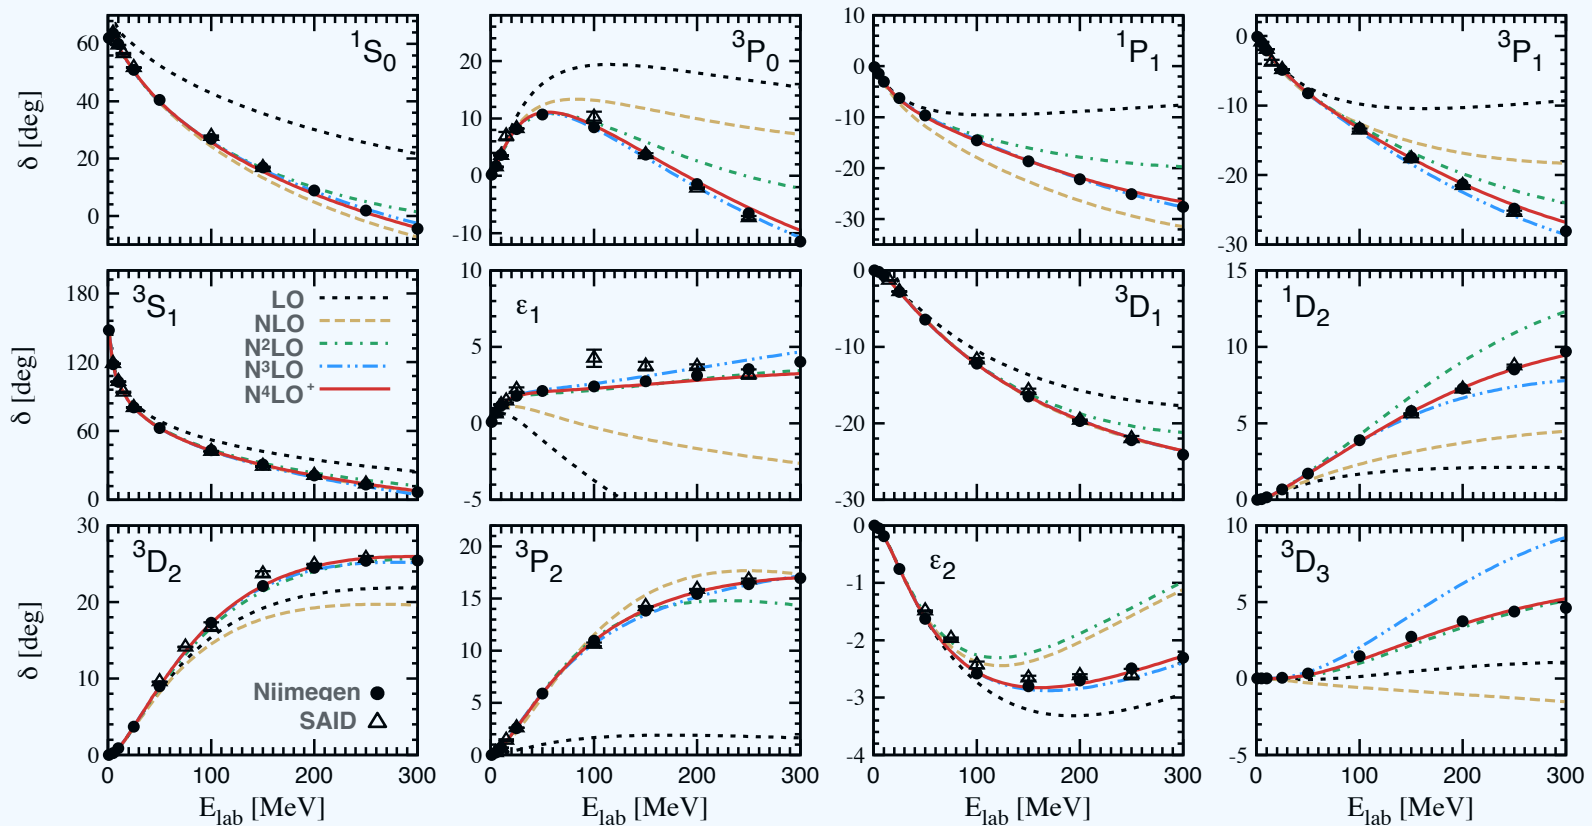 δ [deg]
60
40
20
0
¹S₀
20
10
0
-10
³P₀
10
0
-10
-20
-30
¹P₁
0
-10
-20
-30
³P₁
δ [deg]
180
120
60
0
³S₁
LO
NLO
N²LO
N³LO
N⁴LO⁺
10
5
0
-5
ε₁
0
-10
-20
-30
³D₁
15
10
5
0
¹D₂
δ [deg]
30
20
10
0
³D₂
Nijmegen
SAID
20
15
10
5
0
³P₂
0
-1
-2
-3
-4
ε₂
10
5
0
-5
³D₃
0 100 200 300
0 100 200 300
0 100 200 300
0 100 200 300
E_lab [MeV]
E_lab [MeV]
E_lab [MeV]
E_lab [MeV]